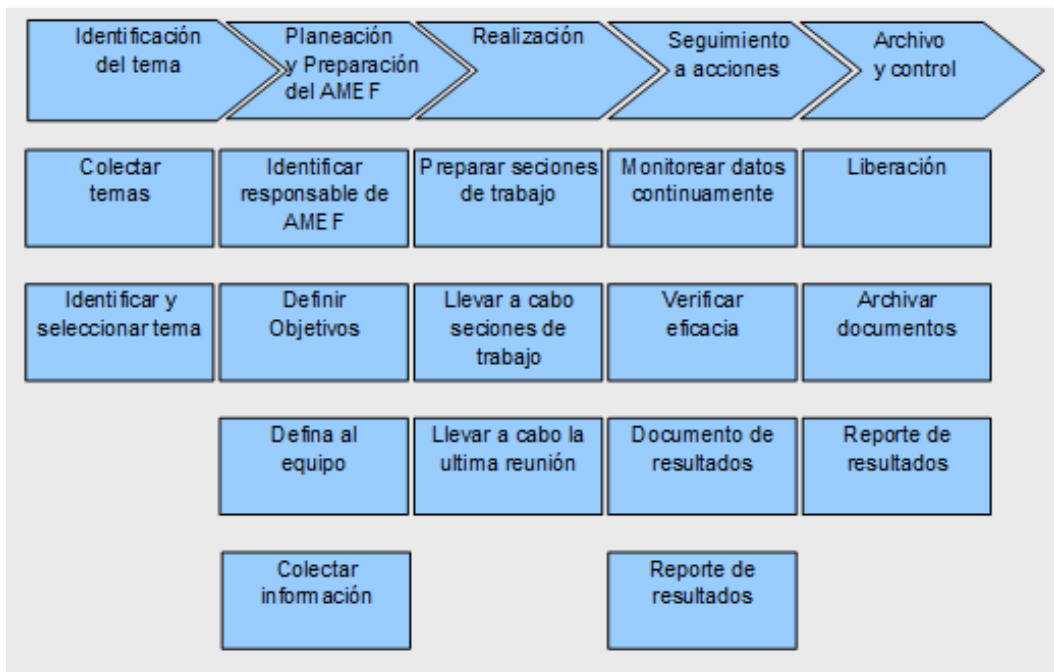 Identificación
del tema
Planeación
y Preparación
del AMEF
Realización
Seguimiento
a acciones
Archivo
y control
Colectar
temas
Identificar
responsable de
AMEF
Preparar seciones
de trabajo
Monitorear datos
continuamente
Liberación
Identificar y
seleccionar tema
Definir
Objetivos
Llevar a cabo
seciones de
trabajo
Verificar
eficacia
Archivar
documentos
Defina al
equipo
Llevar a cabo la
ultima reunión
Documento de
resultados
Reporte de
resultados
Colectar
información
Reporte de
resultados